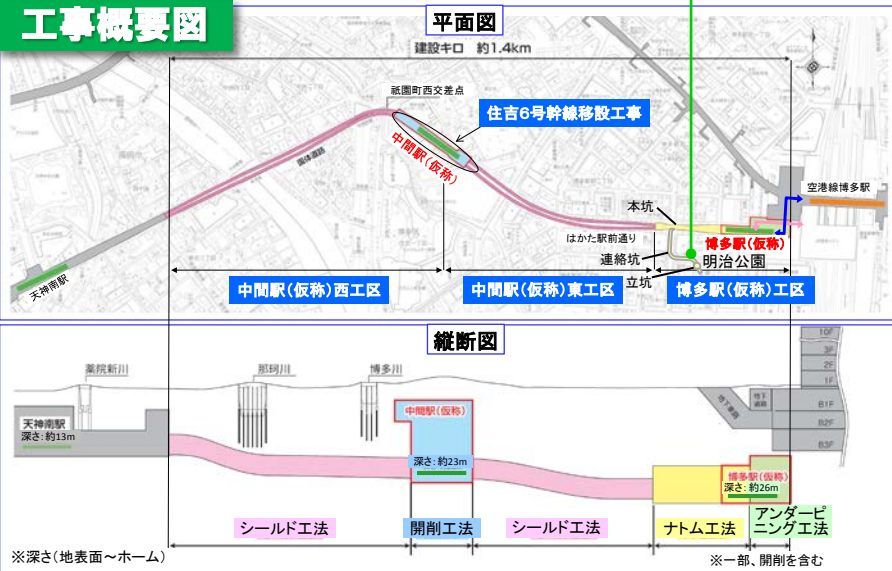 工事概要図
平面図
建設キロ　約1.4km
祇園町西交差点
住吉6号幹線移設工事
中間駅(仮称)
国体道路
空港線博多駅
本坑
はかた駅前通り
博多駅(仮称)
連絡坑
明治公園
立坑
天神南駅
中間駅(仮称)西工区
中間駅(仮称)東工区
博多駅(仮称)工区
縦断図
薬院新川
那珂川
博多川
10F
3F
2F
1F
地下
通路
地下通路
B1F
B2F
B3F
天神南駅
深さ：約13m
中間駅(仮称)
深さ：約23m
博多駅(仮称)
深さ：約26m
シールド工法
開削工法
シールド工法
ナトム工法
アンダーピ
ニング工法
※深さ(地表面～ホーム)
※一部、開削を含む